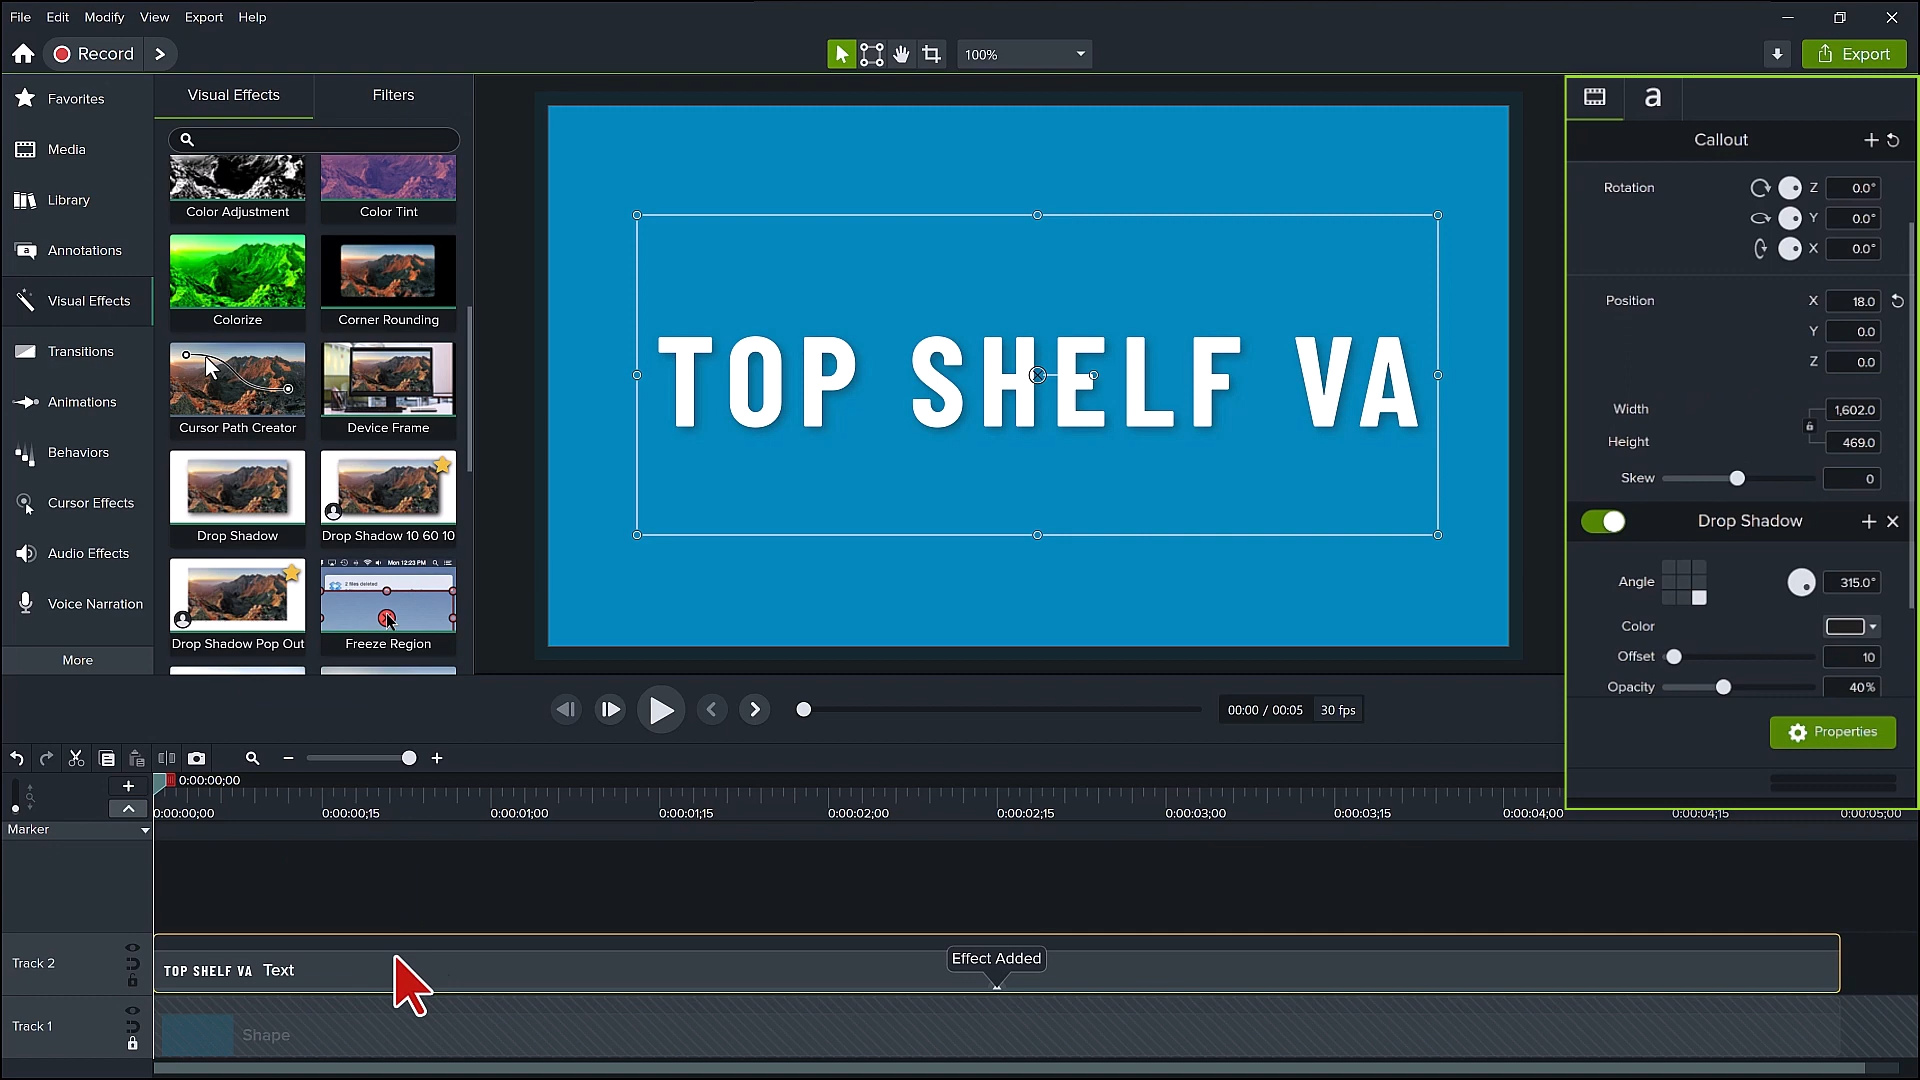 File Edit Modify View Export Help
Record
100%
Export
Favorites
Media
Library
Annotations
Visual Effects
Transitions
Animations
Behaviors
Cursor Effects
Audio Effects
Voice Narration
More
Visual Effects Filters
Color Adjustment Color Tint
Colorize Corner Rounding
Cursor Path Creator Device Frame
Drop Shadow Drop Shadow 10 60 10
Mon 12:23 PM
2 files deleted
Drop Shadow Pop Out Freeze Region
TOP SHELF VA
a
Callout
Rotation Z 0.0°
Y 0.0°
X 0.0°
Position X 18.0
Y 0.0
Z 0.0
Width 1,602.0
Height 469.0
Skew 0
Drop Shadow
Angle 315.0°
Color
Offset 10
Opacity 40%
Properties
00:00 / 00:05 30 fps
0:00:00;00
0:00:00;00 0:00:00;15 0:00:01;00 0:00:01;15 0:00:02;00 0:00:02;15 0:00:03;00 0:00:03;15 0:00:04;00 0:00:04;15 0:00:05;00
Marker
Effect Added
Track 2 TOP SHELF VA Text
Track 1 Shape